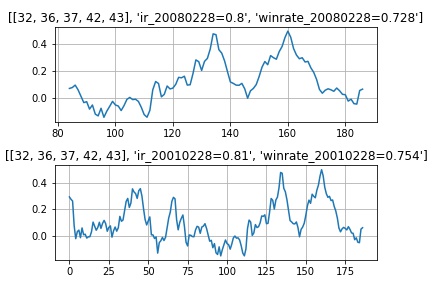 [[32, 36, 37, 42, 43], 'ir_20080228=0.8', 'winrate_20080228=0.728']
0.4
0.2
0.0
80 100 120 140 160 180
[[32, 36, 37, 42, 43], 'ir_20010228=0.81', 'winrate_20010228=0.754']
0.4
0.2
0.0
0 25 50 75 100 125 150 175